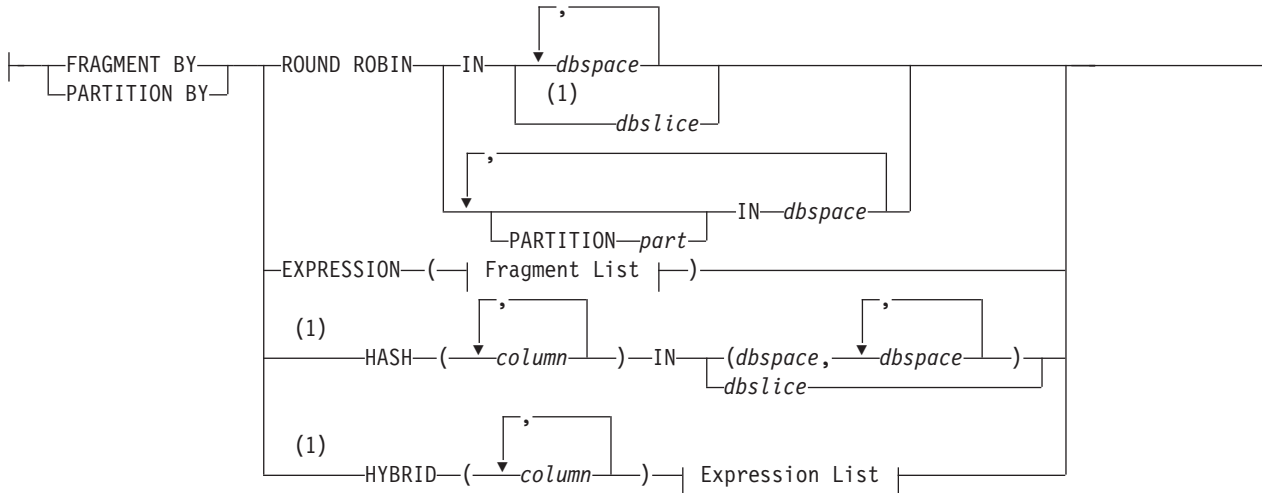 ,
FRAGMENT BY ROUND ROBIN IN dbspace
PARTITION BY (1)
dbslice
,
IN dbspace
PARTITION part
EXPRESSION ( Fragment List )
, ,
(1)
HASH ( column ) IN (dbspace, dbspace )
dbslice
,
(1)
HYBRID ( column ) Expression List